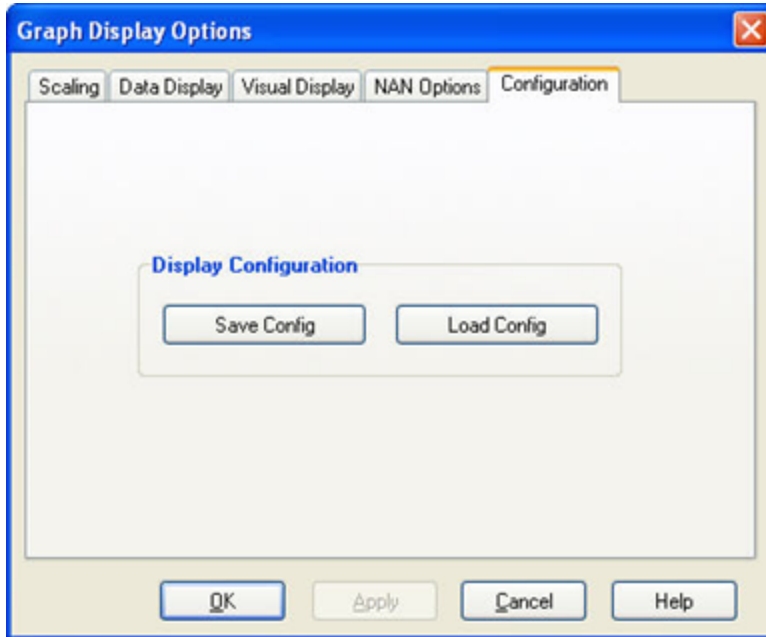 Graph Display Options
Scaling Data Display Visual Display NAN Options Configuration
Display Configuration
Save Config Load Config
OK Apply Cancel Help